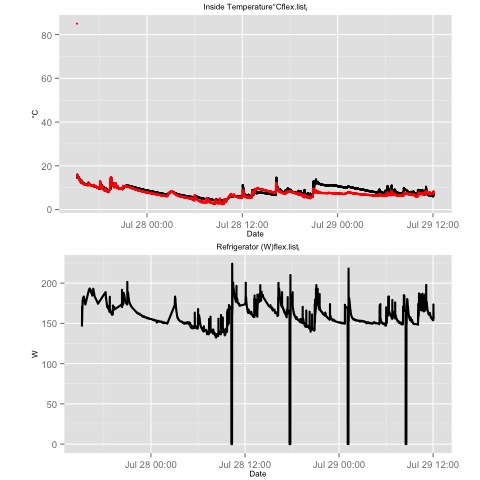 Inside Temperature°Cflex.listᵢ
80
60
40
20
0
°C
Jul 28 00:00 Jul 28 12:00 Jul 29 00:00 Jul 29 12:00
Date
Refrigerator (W)flex.listᵢ
200
150
100
50
0
W
Jul 28 00:00 Jul 28 12:00 Jul 29 00:00 Jul 29 12:00
Date